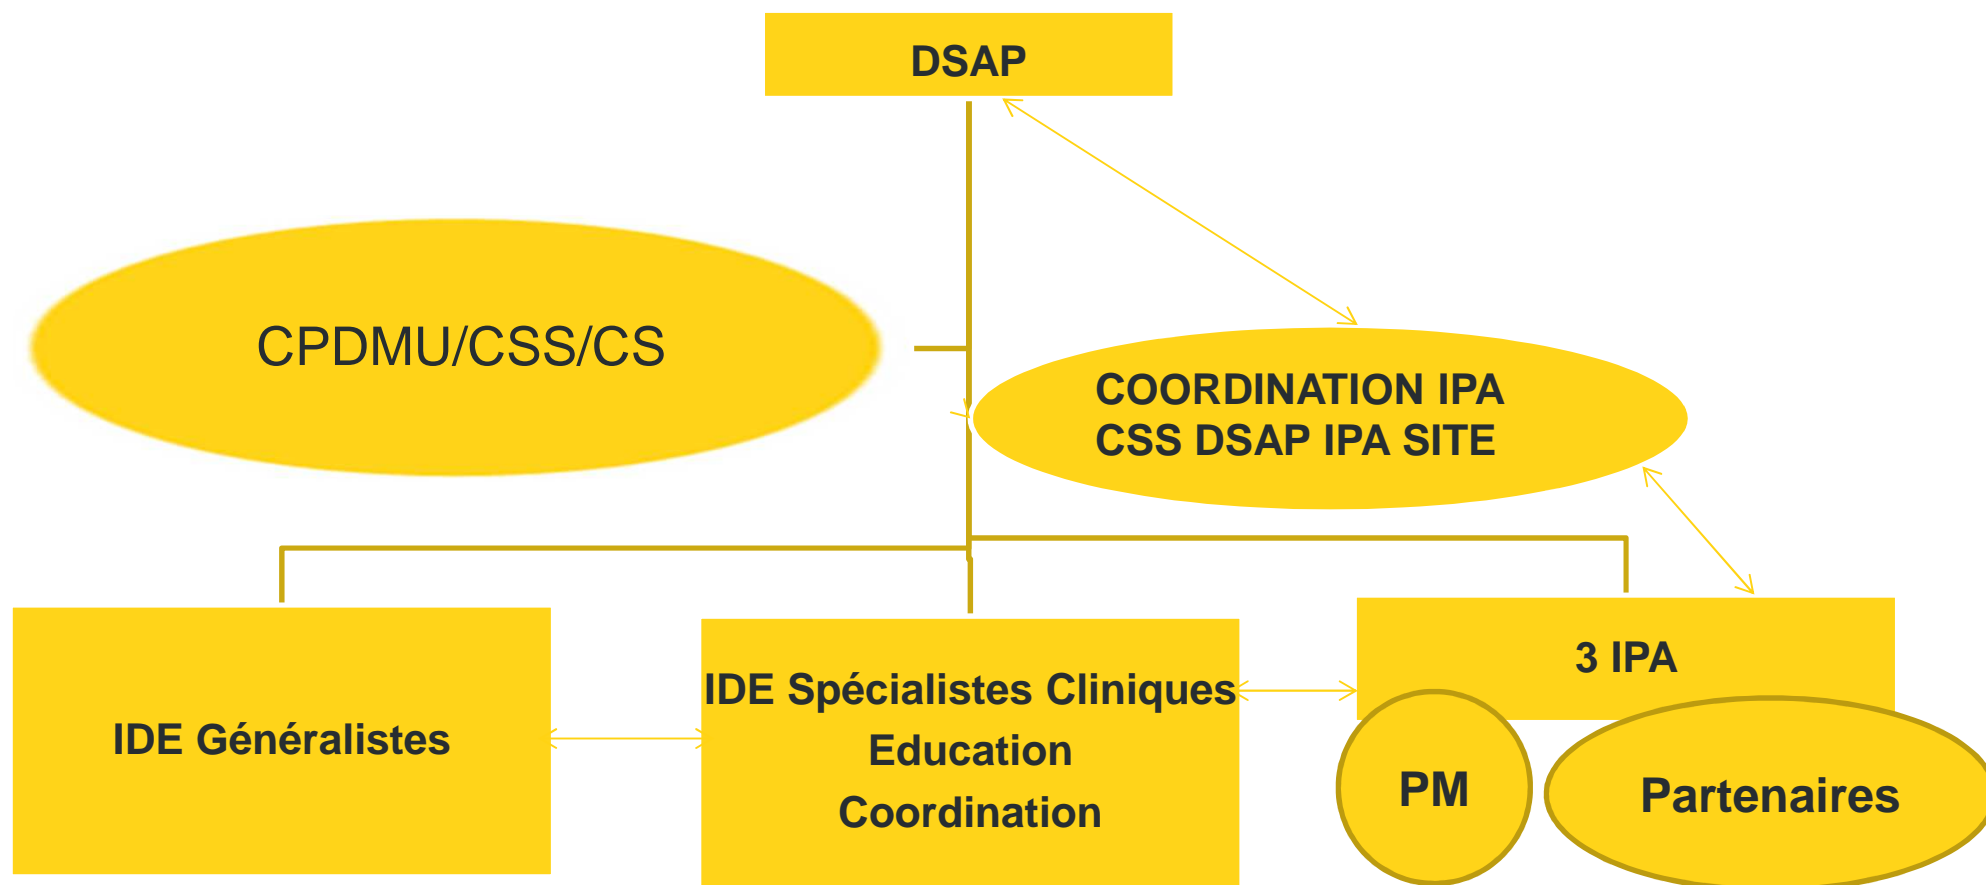 DSAP
CPDMU/CSS/CS
COORDINATION IPA
CSS DSAP IPA SITE
IDE Généralistes
IDE Spécialistes Cliniques
Education
Coordination
3 IPA
PM
Partenaires